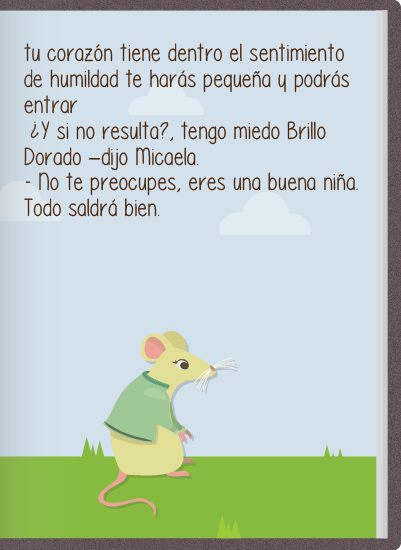 tu corazón tiene dentro el sentimiento
de humildad te harás pequeña y podrás
entrar
¿Y si no resulta?, tengo miedo Brillo
Dorado –dijo Micaela.
- No te preocupes, eres una buena niña.
Todo saldrá bien.